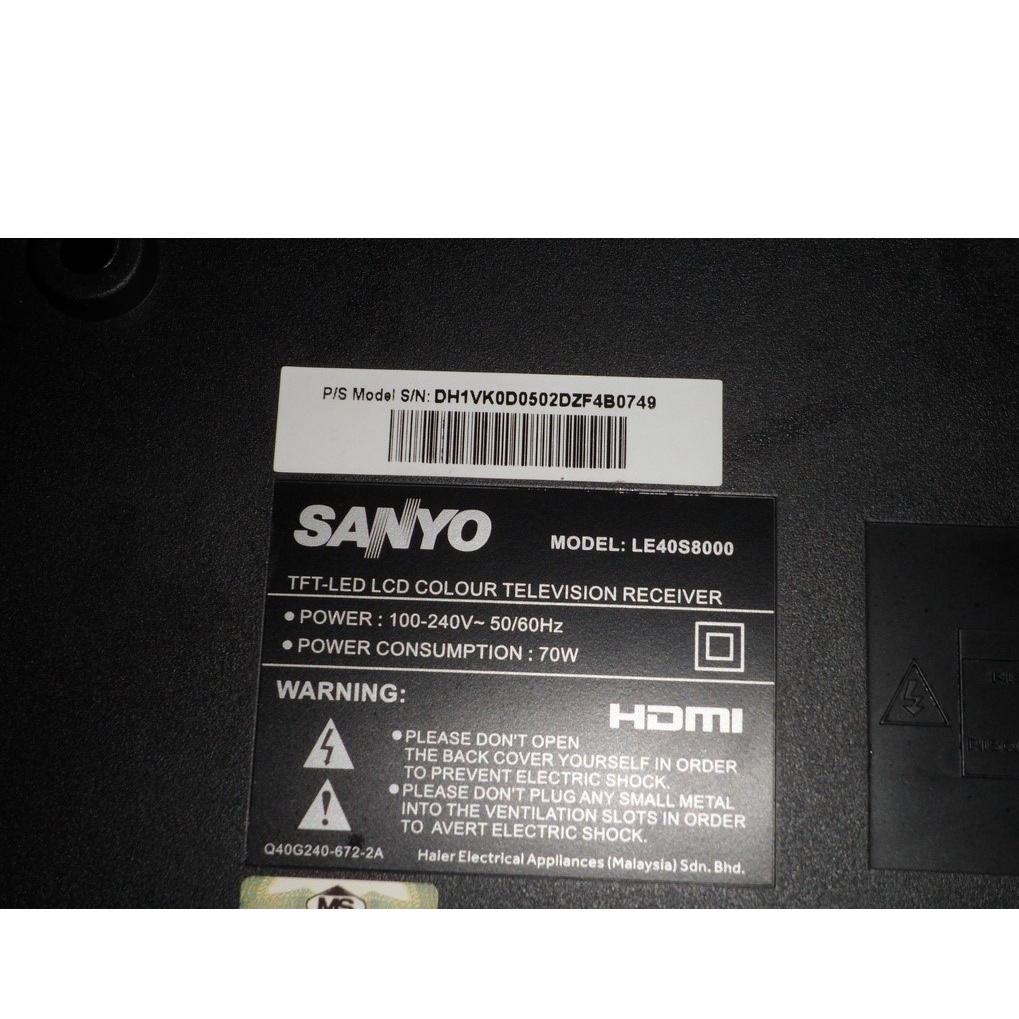 P/S Model S/N: DH1VK0D0502DZF4B0749
SANYO
MODEL: LE40S8000
TFT-LED LCD COLOUR TELEVISION RECEIVER
● POWER : 100-240V~ 50/60Hz
● POWER CONSUMPTION : 70W
WARNING:
HDMI
● PLEASE DON'T OPEN
THE BACK COVER YOURSELF IN ORDER
TO PREVENT ELECTRIC SHOCK.
● PLEASE DON'T PLUG ANY SMALL METAL
INTO THE VENTILATION SLOTS IN ORDER
TO AVERT ELECTRIC SHOCK.
Q40G240-672-2A
Haier Electrical Appliances (Malaysia) Sdn. Bhd.
MS